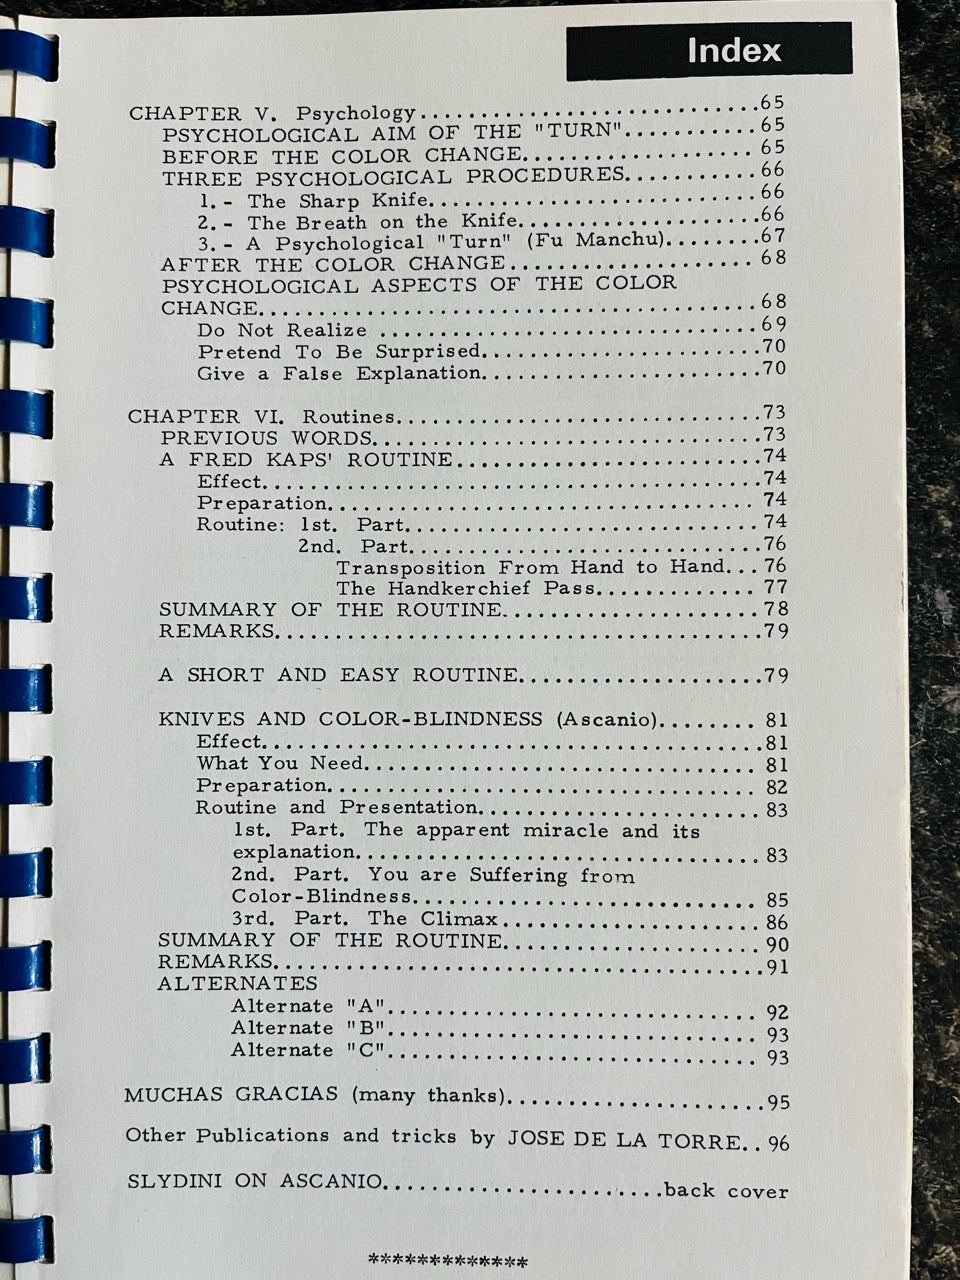 Index
CHAPTER V. Psychology..............................65
PSYCHOLOGICAL AIM OF THE "TURN"............65
BEFORE THE COLOR CHANGE.....................65
THREE PSYCHOLOGICAL PROCEDURES............66
1.- The Sharp Knife..............................66
2.- The Breath on the Knife......................66
3.- A Psychological "Turn" (Fu Manchu)........67
AFTER THE COLOR CHANGE......................68
PSYCHOLOGICAL ASPECTS OF THE COLOR
CHANGE.............................................68
Do Not Realize ..................................69
Pretend To Be Surprised.........................70
Give a False Explanation.........................70
CHAPTER VI. Routines................................73
PREVIOUS WORDS...................................73
A FRED KAPS' ROUTINE...........................74
Effect.............................................74
Preparation.......................................74
Routine: 1st. Part................................74
2nd. Part................................76
Transposition From Hand to Hand...76
The Handkerchief Pass.............77
SUMMARY OF THE ROUTINE.......................78
REMARKS............................................79
A SHORT AND EASY ROUTINE......................79
KNIVES AND COLOR-BLINDNESS (Ascanio)........81
Effect.............................................81
What You Need...................................81
Preparation.......................................82
Routine and Presentation........................83
1st. Part. The apparent miracle and its
explanation....................................83
2nd. Part. You are Suffering from
Color-Blindness..............................85
3rd. Part. The Climax.......................86
SUMMARY OF THE ROUTINE.......................90
REMARKS............................................91
ALTERNATES
Alternate "A"..................................92
Alternate "B"..................................93
Alternate "C"..................................93
MUCHAS GRACIAS (many thanks)......................95
Other Publications and tricks by JOSE DE LA TORRE..96
SLYDINI ON ASCANIO........................back cover
*************